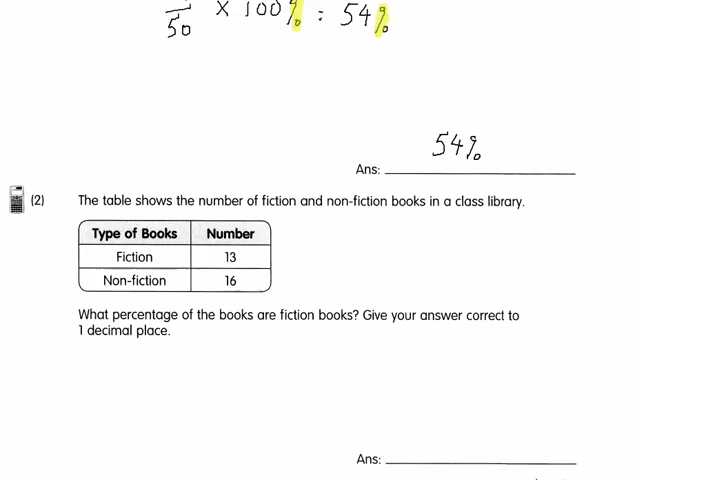 50 × 100% = 54%
54%
Ans:
(2) The table shows the number of fiction and non-fiction books in a class library.
Type of Books Number
Fiction 13
Non-fiction 16
What percentage of the books are fiction books? Give your answer correct to
1 decimal place.
Ans: